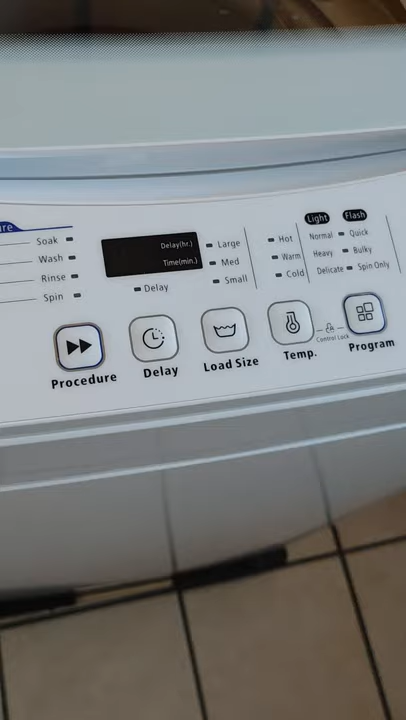 Soak
Wash
Rinse
Spin
Delay(hr.)
Time(min.)
Delay
Large
Med
Small
Hot
Warm
Cold
Light Flash
Normal Quick
Heavy Bulky
Delicate Spin Only
Control Lock
Procedure
Delay
Load Size
Temp.
Program